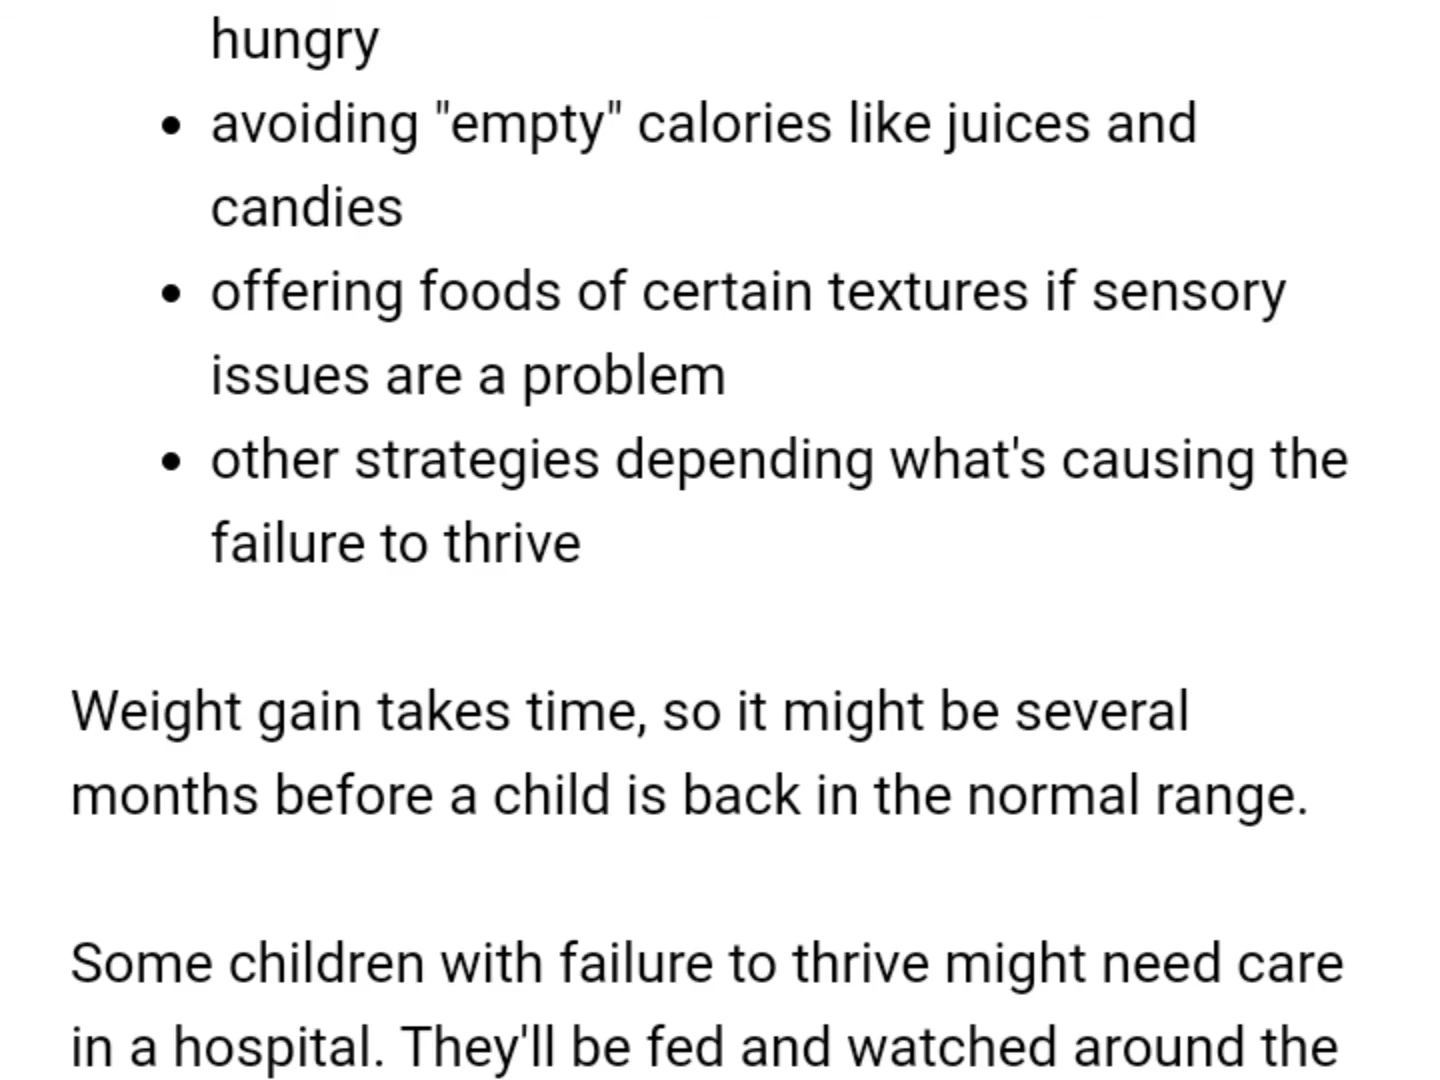 hungry
• avoiding "empty" calories like juices and
candies
• offering foods of certain textures if sensory
issues are a problem
• other strategies depending what's causing the
failure to thrive
Weight gain takes time, so it might be several
months before a child is back in the normal range.
Some children with failure to thrive might need care
in a hospital. They'll be fed and watched around the